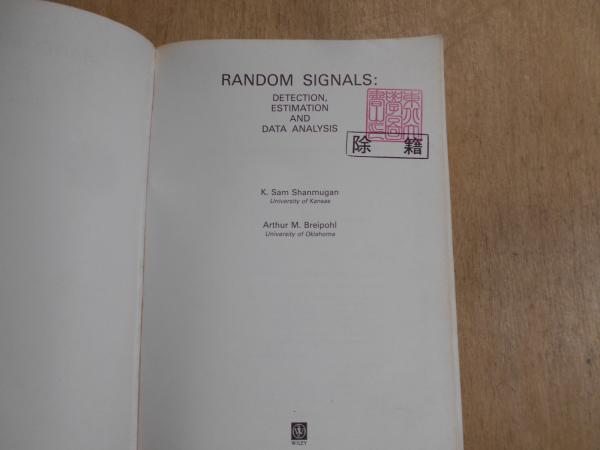 RANDOM SIGNALS:
DETECTION,
ESTIMATION
AND
DATA ANALYSIS
除 籍
K. Sam Shanmugan
University of Kansas
Arthur M. Breipohl
University of Oklahoma
WILEY